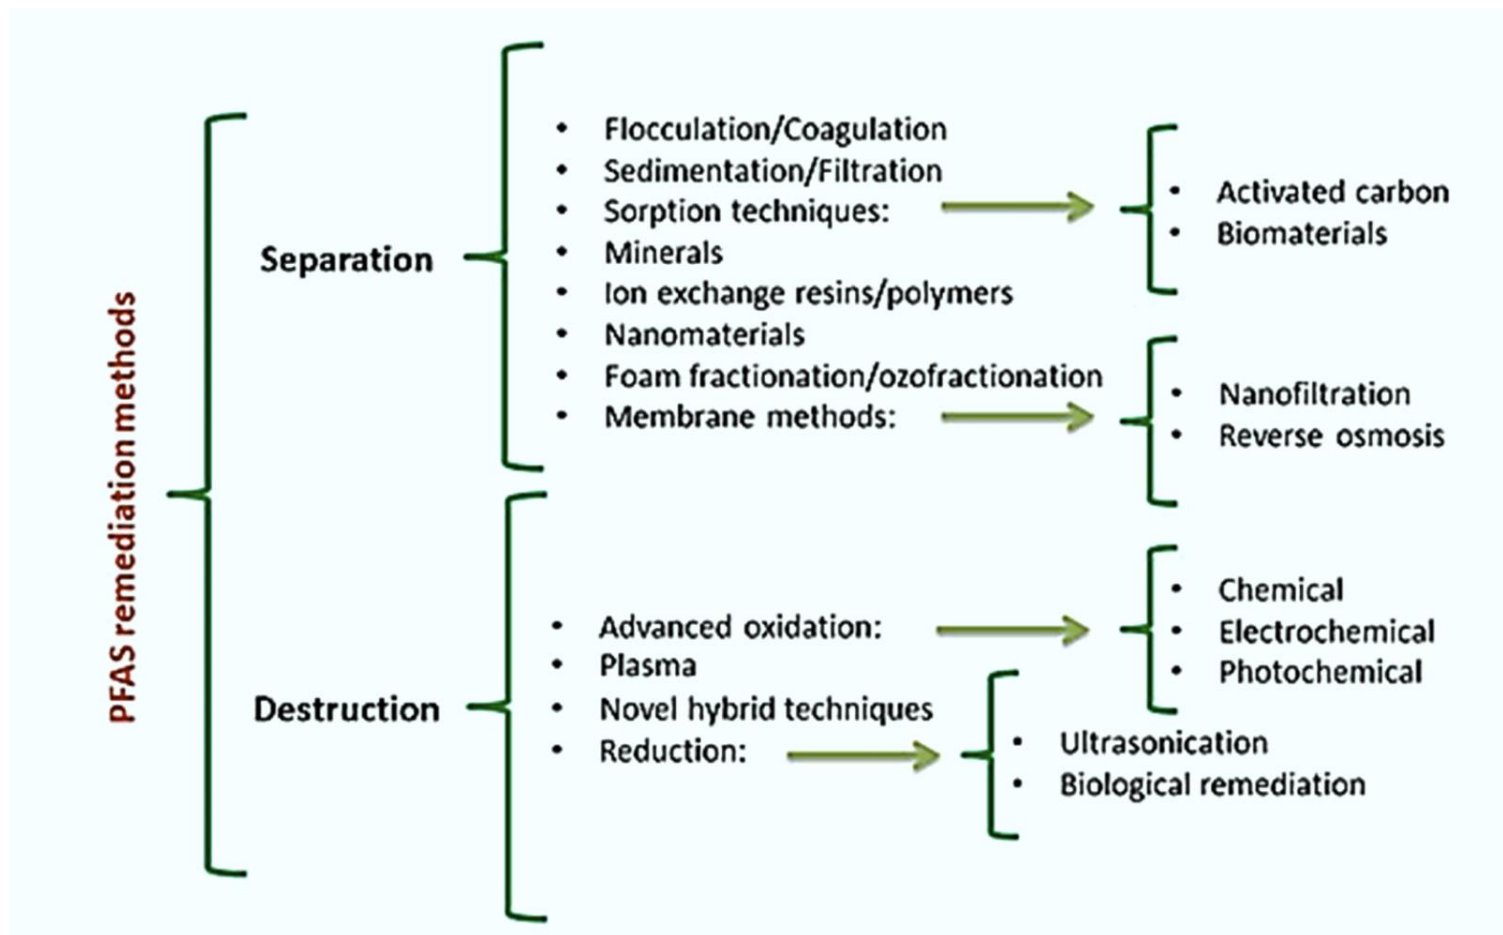 PFAS remediation methods
Separation
• Flocculation/Coagulation
• Sedimentation/Filtration
• Sorption techniques:
• Minerals
• Ion exchange resins/polymers
• Nanomaterials
• Foam fractionation/ozofractionation
• Membrane methods:
• Activated carbon
• Biomaterials
• Nanofiltration
• Reverse osmosis
Destruction
• Advanced oxidation:
• Plasma
• Novel hybrid techniques
• Reduction:
• Chemical
• Electrochemical
• Photochemical
• Ultrasonication
• Biological remediation